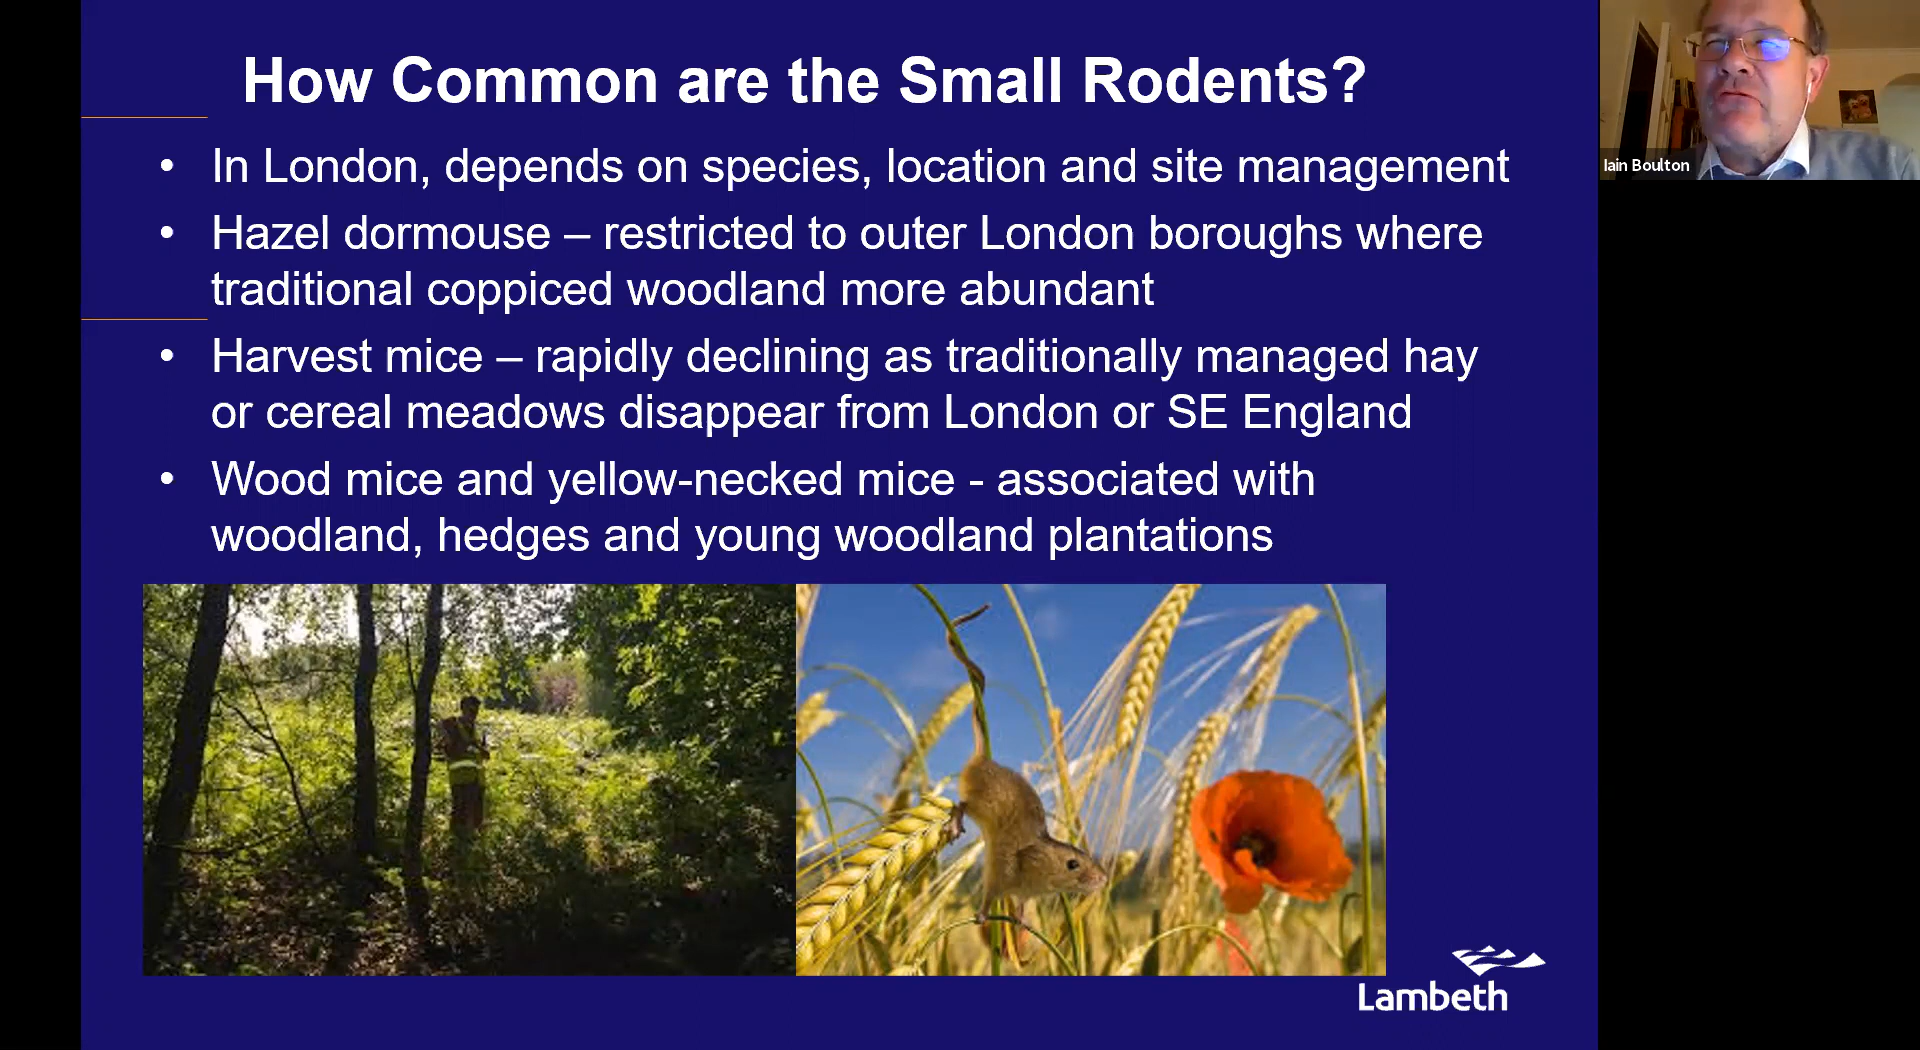 How Common are the Small Rodents?
• In London, depends on species, location and site management
• Hazel dormouse – restricted to outer London boroughs where
traditional coppiced woodland more abundant
• Harvest mice – rapidly declining as traditionally managed hay
or cereal meadows disappear from London or SE England
• Wood mice and yellow-necked mice - associated with
woodland, hedges and young woodland plantations
Lambeth
Iain Boulton